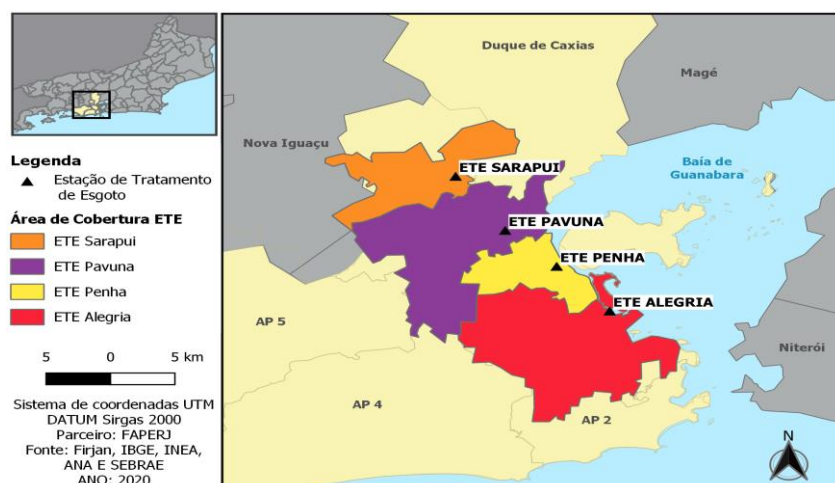 Legenda
Estação de Tratamento
de Esgoto
Área de Cobertura ETE
ETE Sarapui
ETE Pavuna
ETE Penha
ETE Alegria
5 0 5 km
Sistema de coordenadas UTM
DATUM Sirgas 2000
Parceiro: FAPERJ
Fonte: Firjan, IBGE, INEA,
ANA E SEBRAE
ANO: 2020
Duque de Caxias
Magé
Nova Iguaçu
ETE SARAPUI
Baía de
Guanabara
ETE PAVUNA
ETE PENHA
ETE ALEGRIA
AP 5
Niterói
AP 4
AP 2
N